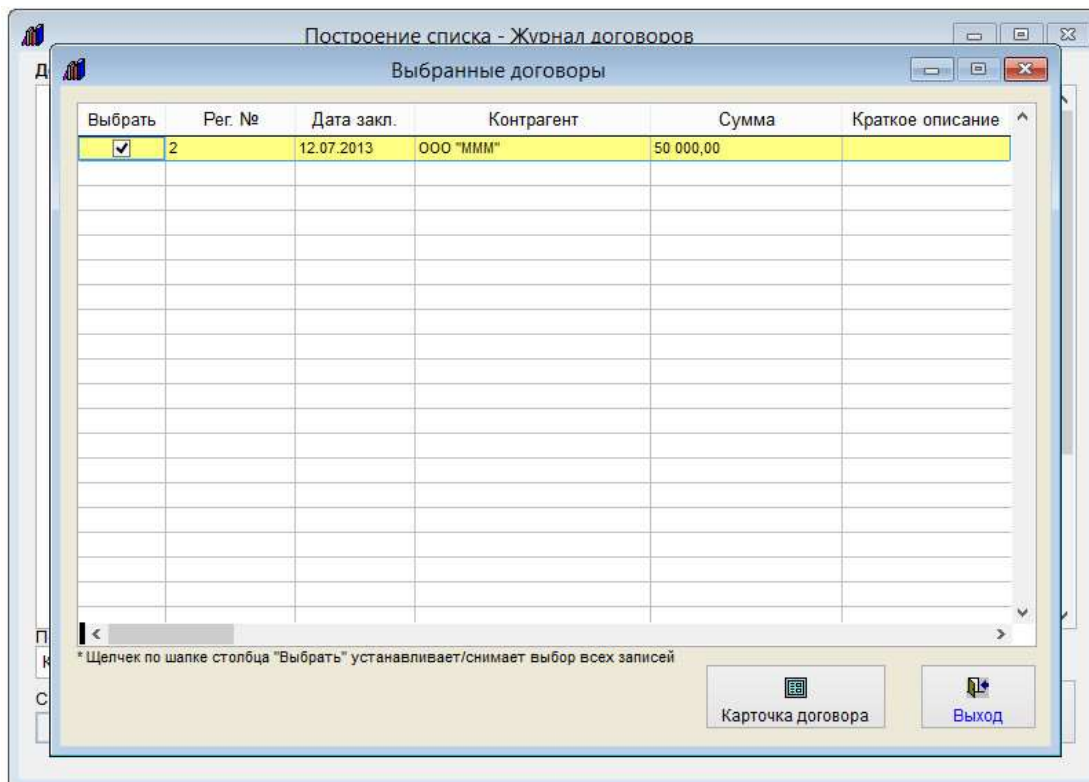 Построение списка - Журнал договоров
Выбранные договоры
Выбрать Рег. № Дата закл. Контрагент Сумма Краткое описание
2 12.07.2013 ООО "МММ" 50 000,00
* Щелчек по шапке столбца "Выбрать" устанавливает/снимает выбор всех записей
Карточка договора Выход